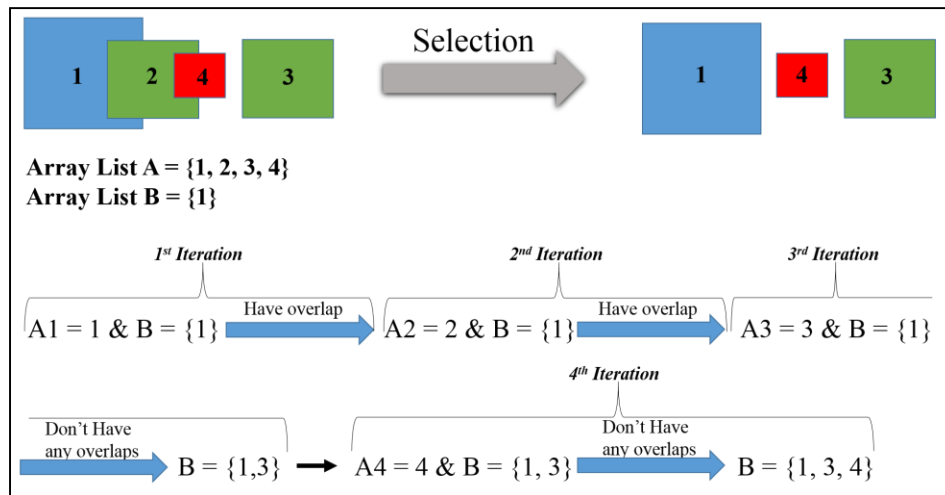 1 2 4 3
Selection
1 4 3
Array List A = {1, 2, 3, 4}
Array List B = {1}
1st Iteration
2nd Iteration
3rd Iteration
A1 = 1 & B = {1} Have overlap A2 = 2 & B = {1} Have overlap A3 = 3 & B = {1}
4th Iteration
Don't Have
any overlaps
B = {1,3}
A4 = 4 & B = {1, 3}
Don't Have
any overlaps
B = {1, 3, 4}